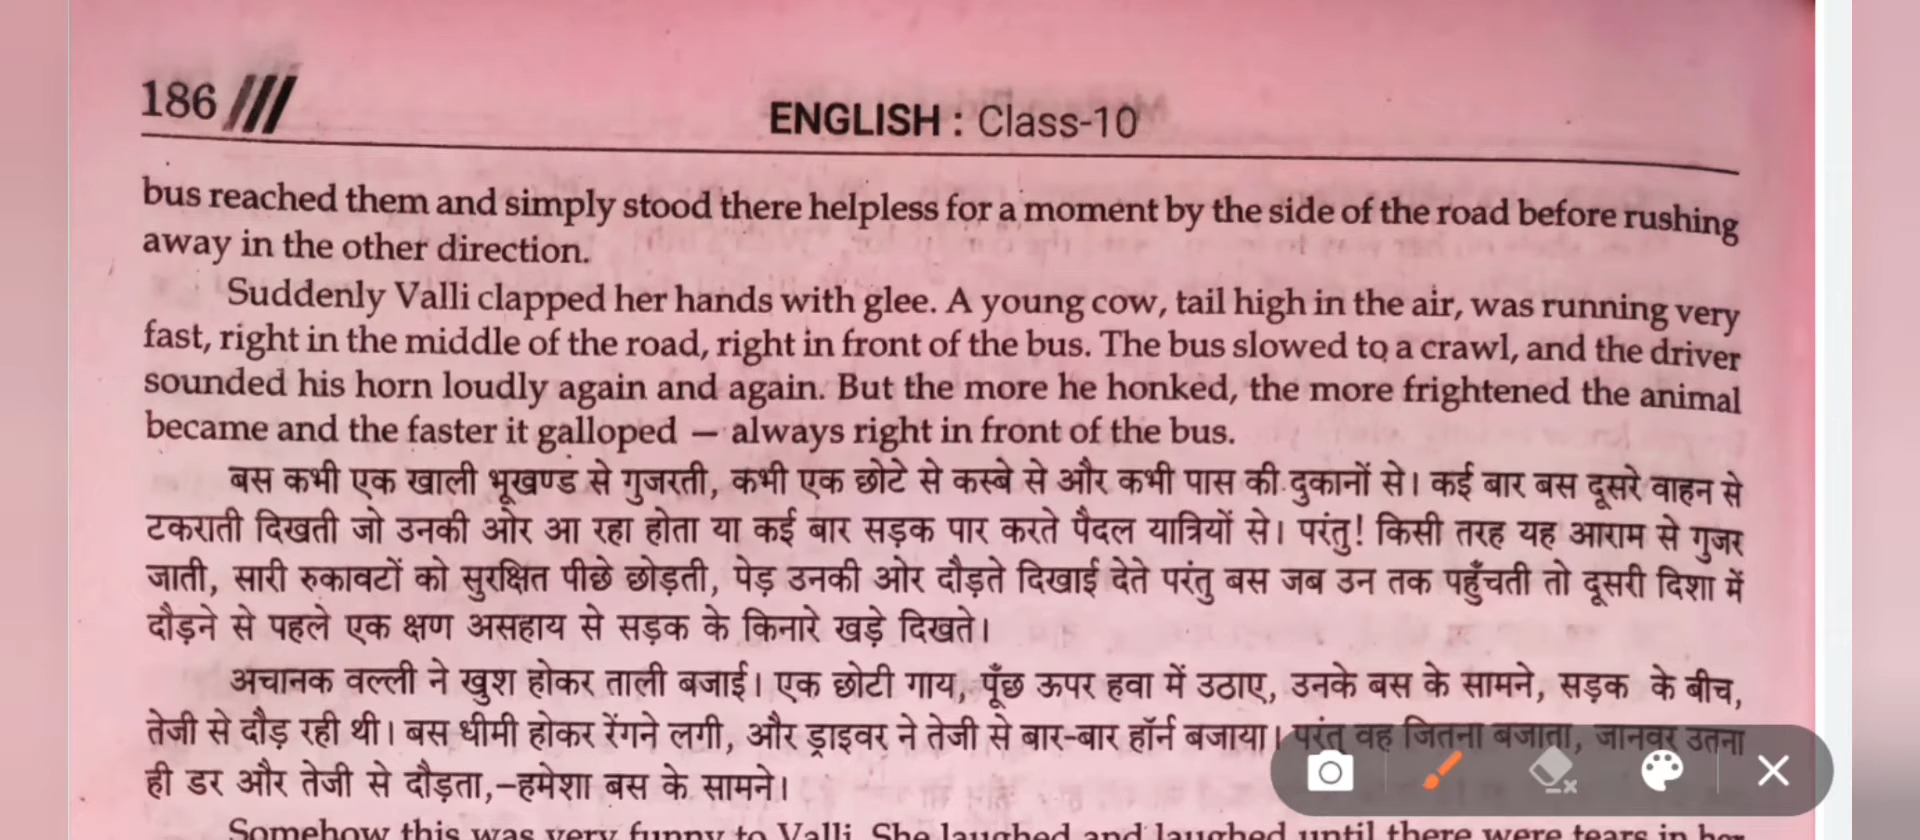 186
ENGLISH : Class-10
bus reached them and simply stood there helpless for a moment by the side of the road before rushing
away in the other direction.
Suddenly Valli clapped her hands with glee. A young cow, tail high in the air, was running very
fast, right in the middle of the road, right in front of the bus. The bus slowed to a crawl, and the driver
sounded his horn loudly again and again. But the more he honked, the more frightened the animal
became and the faster it galloped — always right in front of the bus.
बस कभी एक खाली भूखण्ड से गुजरती, कभी एक छोटे से कस्बे से और कभी पास की दुकानों से। कई बार बस दूसरे वाहन से
टकराती दिखती जो उनकी ओर आ रहा होता या कई बार सड़क पार करते पैदल यात्रियों से। परंतु! किसी तरह यह आराम से गुजर
जाती, सारी रुकावटों को सुरक्षित पीछे छोड़ती, पेड़ उनकी ओर दौड़ते दिखाई देते परंतु बस जब उन तक पहुँचती तो दूसरी दिशा में
दौड़ने से पहले एक क्षण असहाय से सड़क के किनारे खड़े दिखते।
अचानक वल्ली ने खुश होकर ताली बजाई। एक छोटी गाय, पूँछ ऊपर हवा में उठाए, उनके बस के सामने, सड़क के बीच,
तेजी से दौड़ रही थी। बस धीमी होकर रेंगने लगी, और ड्राइवर ने तेजी से बार-बार हॉर्न बजाया। परंतु वह जितना बजाता, जानवर उतना
ही डर और तेजी से दौड़ता,–हमेशा बस के सामने।
Somehow this was very funny to Valli. She laughed and laughed until there were tears in her